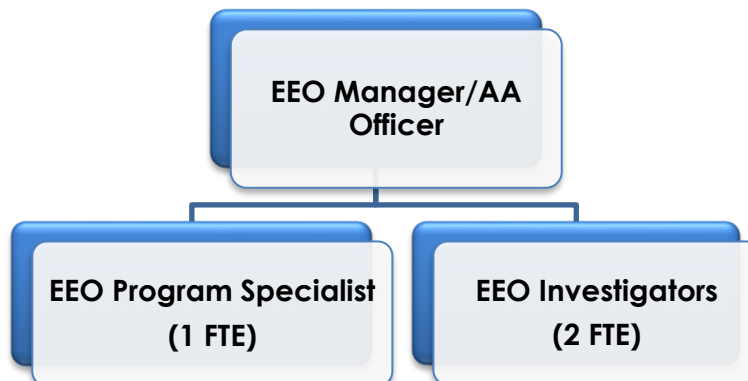 EEO Manager/AA
Officer
EEO Program Specialist
(1 FTE)
EEO Investigators
(2 FTE)